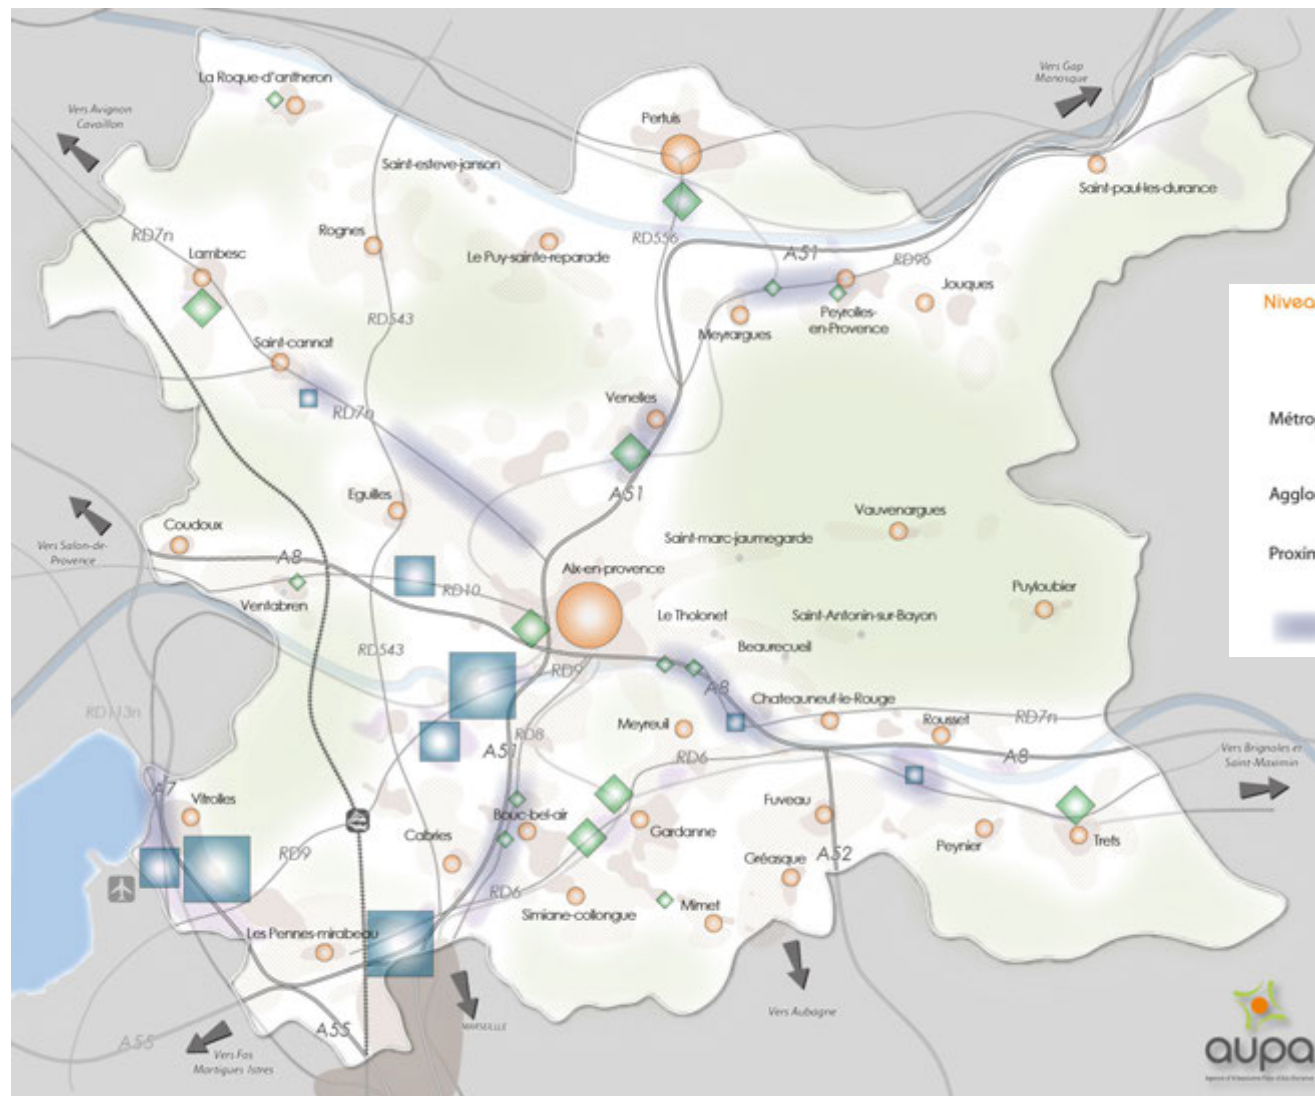 La Roque-d'antheron
Vers Gap
Manosque
Vers Avignon
Cavaillon
Pertuis
Saint-esteve-janson
Saint-paul-les-durance
RD7n
Rognes
RD556
Lambesc
Le Puy-sainte-reparade
A51
RD96
Jouques
Nivea
RD543
Meyrargues
Peyrolles-
en-Provence
Saint-cannat
Venelles
RD7n
Métro
A51
Eguilles
Agglo
Coudoux
Vauvenargues
Saint-marc-jaumegarde
Vers Salon-de-
Provence
A8
Proxim
Aix-en-provence
Ventabren
RD10
Puyloubier
Le Tholonet
Saint-Antonin-sur-Bayon
RD543
Beaurecueil
RD9
A8
Chateauneuf-le-Rouge
RD113n
Meyreuil
RD8
Rousset
RD7n
A51
RD6
A8
Vers Brignoles et
Saint-Maximin
A7
Vitrolles
Fuveau
Bouc-bel-air
Cabries
Gardanne
Peynier
Trets
RD9
A52
Gréasque
RD6
Simiane-collongue
Mimet
Les Pennes-mirabeau
Vers Aubagne
MARSEILLE
A55
A55
Vers Fos
Martigues Istres
aupa